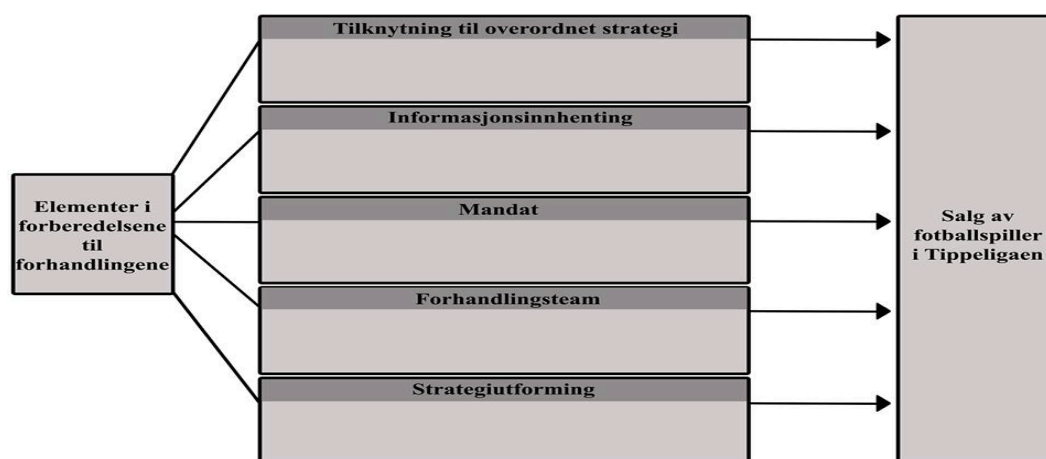 Elementer i
forberedelsene
til
forhandlingene
Tilknytning til overordnet strategi
Informasjonsinnhenting
Mandat
Forhandlingsteam
Strategiutforming
Salg av
fotballspiller
i Tippeligaen